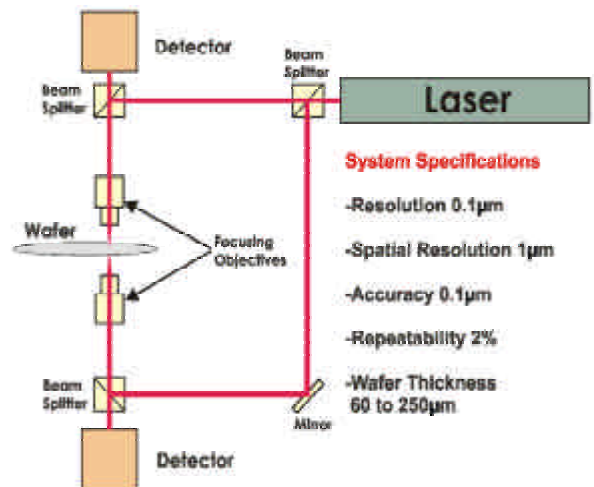 Detector
Beam
Splitter
Laser
Beam
Splitter
System Specifications
-Resolution 0.1µm
Wafer
Focusing
Objectives
-Spatial Resolution 1µm
-Accuracy 0.1µm
-Repeatability 2%
Beam
Splitter
-Wafer Thickness
60 to 250µm
Mirror
Detector